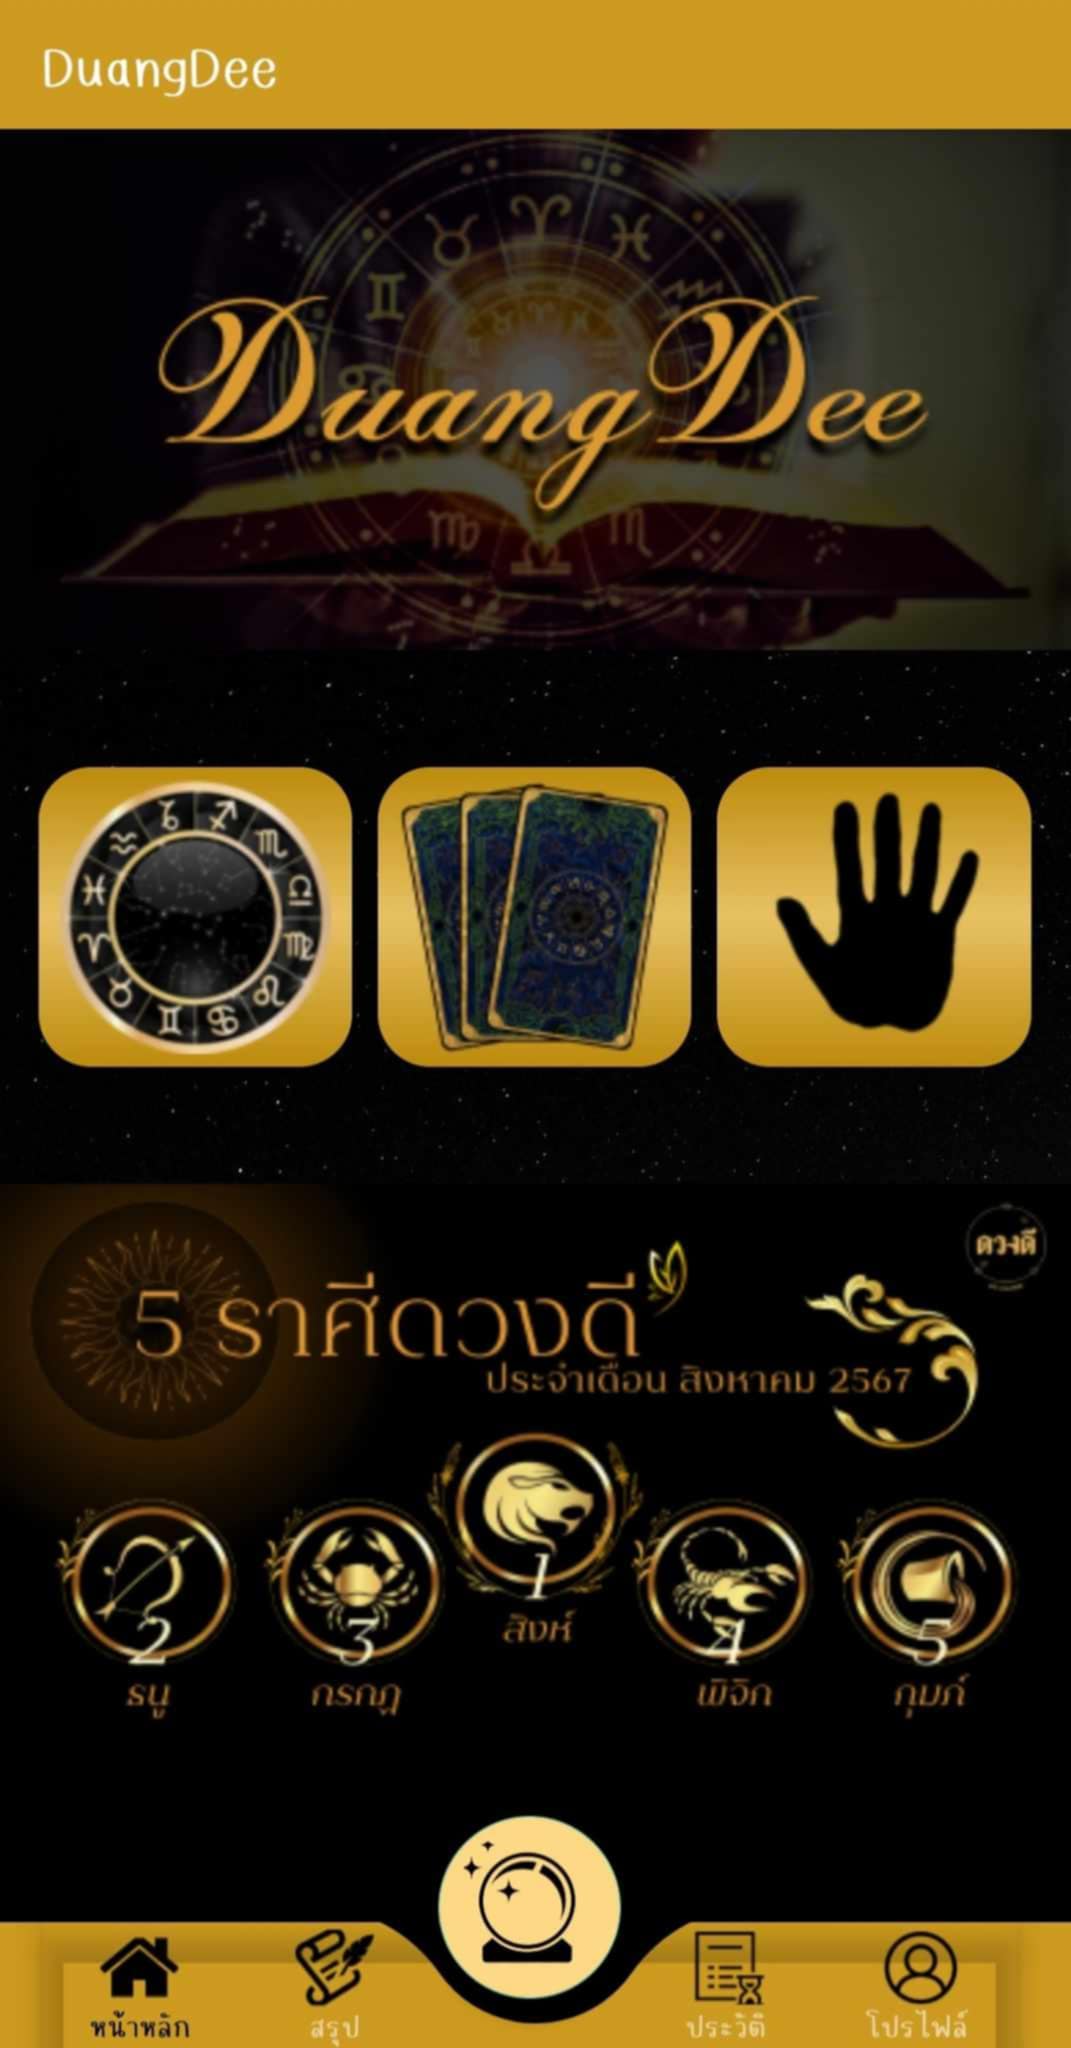 DuangDee
DuangDee
ดวงดี
5 ราศีดวงดี
ประจำเดือน สิงหาคม 2567
1
สิงห์
2
ธนู
3
กรกฎ
4
พิจิก
5
กุมภ์
หน้าหลัก
สรุป
ประวัติ
โปรไฟล์